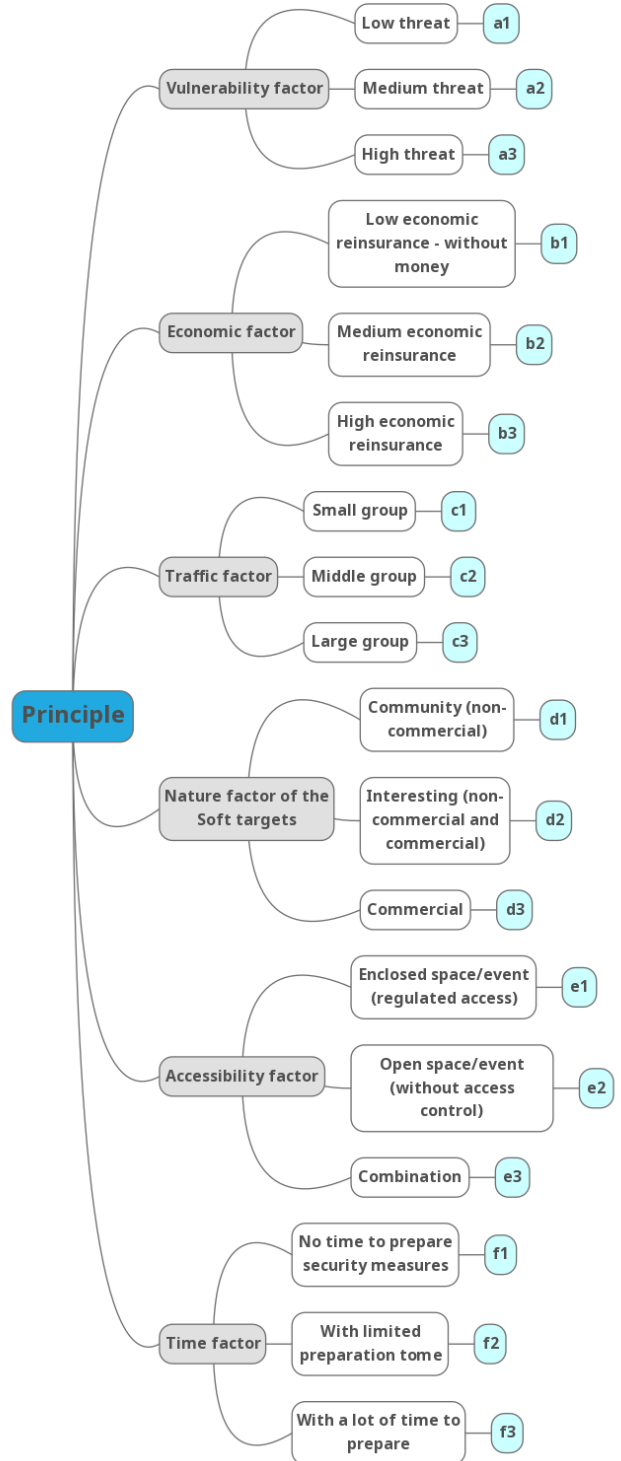 Low threat
a1
Vulnerability factor
Medium threat
a2
High threat
a3
Low economic
reinsurance - without
money
b1
Economic factor
Medium economic
reinsurance
b2
High economic
reinsurance
b3
Small group
c1
Traffic factor
Middle group
c2
Large group
c3
Principle
Community (non-
commercial)
d1
Nature factor of the
Soft targets
Interesting (non-
commercial and
commercial)
d2
Commercial
d3
Enclosed space/event
(regulated access)
e1
Accessibility factor
Open space/event
(without access
control)
e2
Combination
e3
No time to prepare
security measures
f1
Time factor
With limited
preparation tome
f2
With a lot of time to
prepare
f3